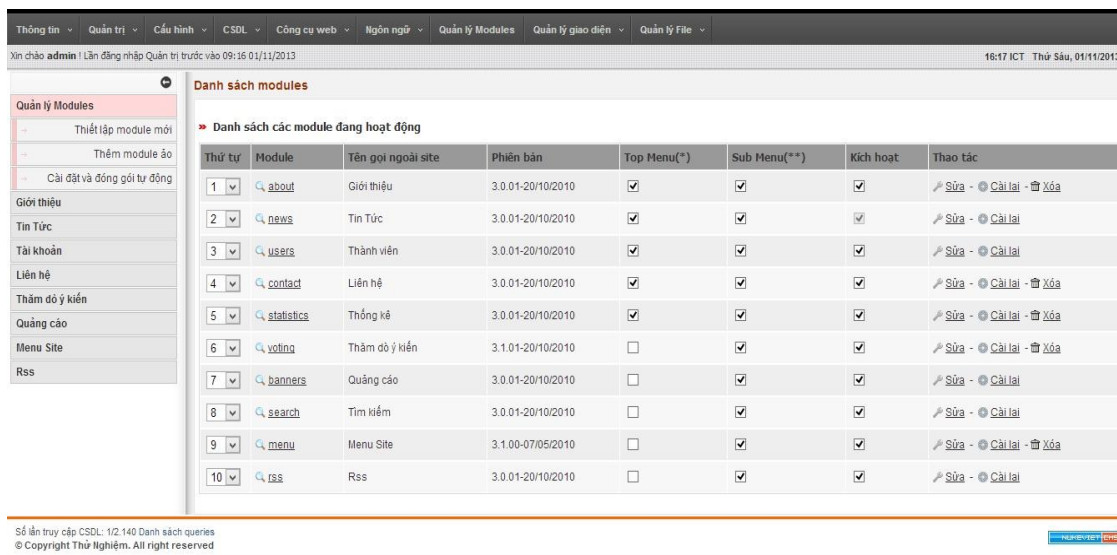 Thông tin Quản trị Cấu hình CSDL Công cụ web Ngôn ngữ Quản lý Modules Quản lý giao diện Quản lý File
Xin chào admin ! Lần đăng nhập Quản trị trước vào 09:16 01/11/2013 16:17 ICT Thứ Sáu, 01/11/2013
Quản lý Modules
Thiết lập module mới
Thêm module ảo
Cài đặt và đóng gói tự động
Giới thiệu
Tin Tức
Tài khoản
Liên hệ
Thăm dò ý kiến
Quảng cáo
Menu Site
Rss
Danh sách modules
» Danh sách các module đang hoạt động
Thứ tự Module Tên gọi ngoài site Phiên bản Top Menu(*) Sub Menu(**) Kích hoạt Thao tác
1 about Giới thiệu 3.0.01-20/10/2010 Sửa - Cài lại - Xóa
2 news Tin Tức 3.0.01-20/10/2010 Sửa - Cài lại
3 users Thành viên 3.0.01-20/10/2010 Sửa - Cài lại
4 contact Liên hệ 3.0.01-20/10/2010 Sửa - Cài lại - Xóa
5 statistics Thống kê 3.0.01-20/10/2010 Sửa - Cài lại - Xóa
6 voting Thăm dò ý kiến 3.1.01-20/10/2010 Sửa - Cài lại - Xóa
7 banners Quảng cáo 3.0.01-20/10/2010 Sửa - Cài lại
8 search Tìm kiếm 3.0.01-20/10/2010 Sửa - Cài lại
9 menu Menu Site 3.1.00-07/05/2010 Sửa - Cài lại - Xóa
10 rss Rss 3.0.01-20/10/2010 Sửa - Cài lại
Số lần truy cập CSDL: 1/2.140 Danh sách queries
© Copyright Thử Nghiệm. All right reserved
NUKEVIET CMS